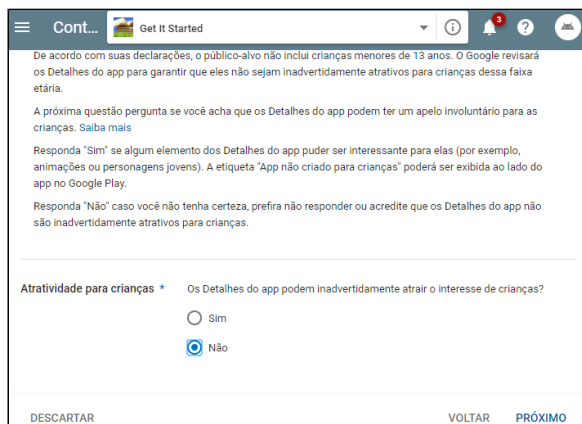 Cont... Get It Started 3
De acordo com suas declarações, o público-alvo não inclui crianças menores de 13 anos. O Google revisará
os Detalhes do app para garantir que eles não sejam inadvertidamente atrativos para crianças dessa faixa
etária.
A próxima questão pergunta se você acha que os Detalhes do app podem ter um apelo involuntário para as
crianças. Saiba mais
Responda "Sim" se algum elemento dos Detalhes do app puder ser interessante para elas (por exemplo,
animações ou personagens jovens). A etiqueta "App não criado para crianças" poderá ser exibida ao lado do
app no Google Play.
Responda "Não" caso você não tenha certeza, prefira não responder ou acredite que os Detalhes do app não
são inadvertidamente atrativos para crianças.
Atratividade para crianças * Os Detalhes do app podem inadvertidamente atrair o interesse de crianças?
Sim
Não
DESCARTAR VOLTAR PRÓXIMO